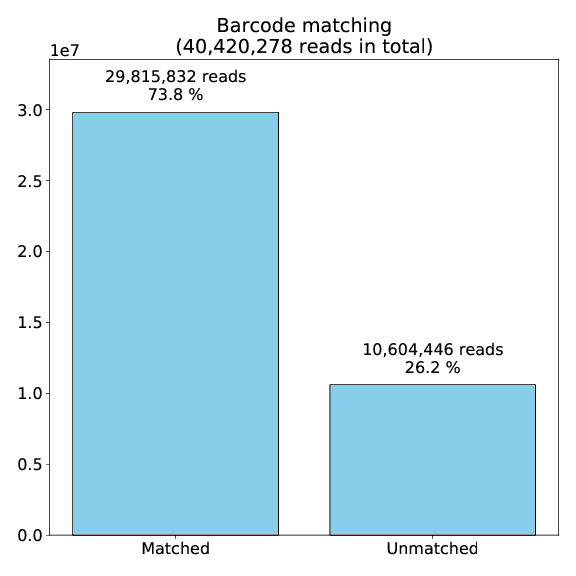 Barcode matching
(40,420,278 reads in total)
1e7
29,815,832 reads
73.8 %
3.0
2.5
2.0
1.5
10,604,446 reads
26.2 %
1.0
0.5
0.0
Matched
Unmatched